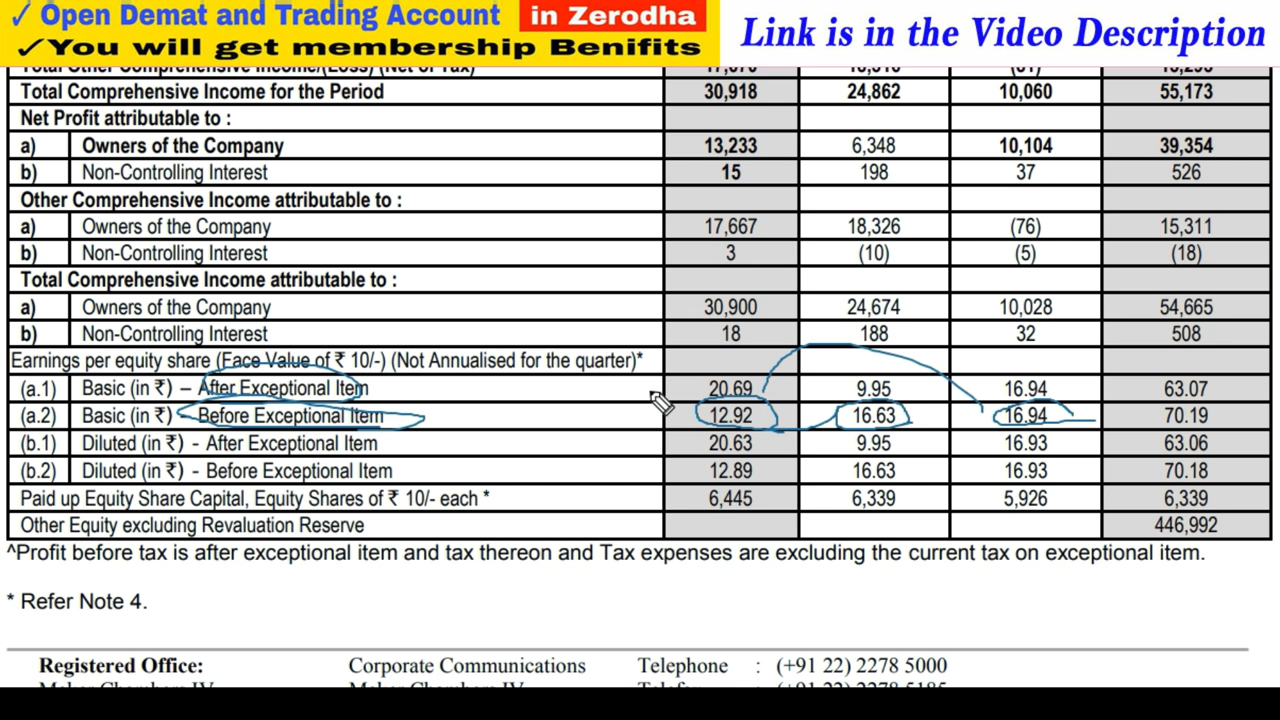 ✓ Open Demat and Trading Account in Zerodha
✓You will get membership Benifits
Link is in the Video Description
Total Other Comprehensive Income/(Loss) (Net of Tax)
Total Comprehensive Income for the Period 30,918 24,862 10,060 55,173
Net Profit attributable to :
a) Owners of the Company 13,233 6,348 10,104 39,354
b) Non-Controlling Interest 15 198 37 526
Other Comprehensive Income attributable to :
a) Owners of the Company 17,667 18,326 (76) 15,311
b) Non-Controlling Interest 3 (10) (5) (18)
Total Comprehensive Income attributable to :
a) Owners of the Company 30,900 24,674 10,028 54,665
b) Non-Controlling Interest 18 188 32 508
Earnings per equity share (Face Value of ₹ 10/-) (Not Annualised for the quarter)*
(a.1) Basic (in ₹) – After Exceptional Item 20.69 9.95 16.94 63.07
(a.2) Basic (in ₹) – Before Exceptional Item 12.92 16.63 16.94 70.19
(b.1) Diluted (in ₹) - After Exceptional Item 20.63 9.95 16.93 63.06
(b.2) Diluted (in ₹) - Before Exceptional Item 12.89 16.63 16.93 70.18
Paid up Equity Share Capital, Equity Shares of ₹ 10/- each * 6,445 6,339 5,926 6,339
Other Equity excluding Revaluation Reserve 446,992
^Profit before tax is after exceptional item and tax thereon and Tax expenses are excluding the current tax on exceptional item.
* Refer Note 4.
Registered Office: Corporate Communications Telephone : (+91 22) 2278 5000